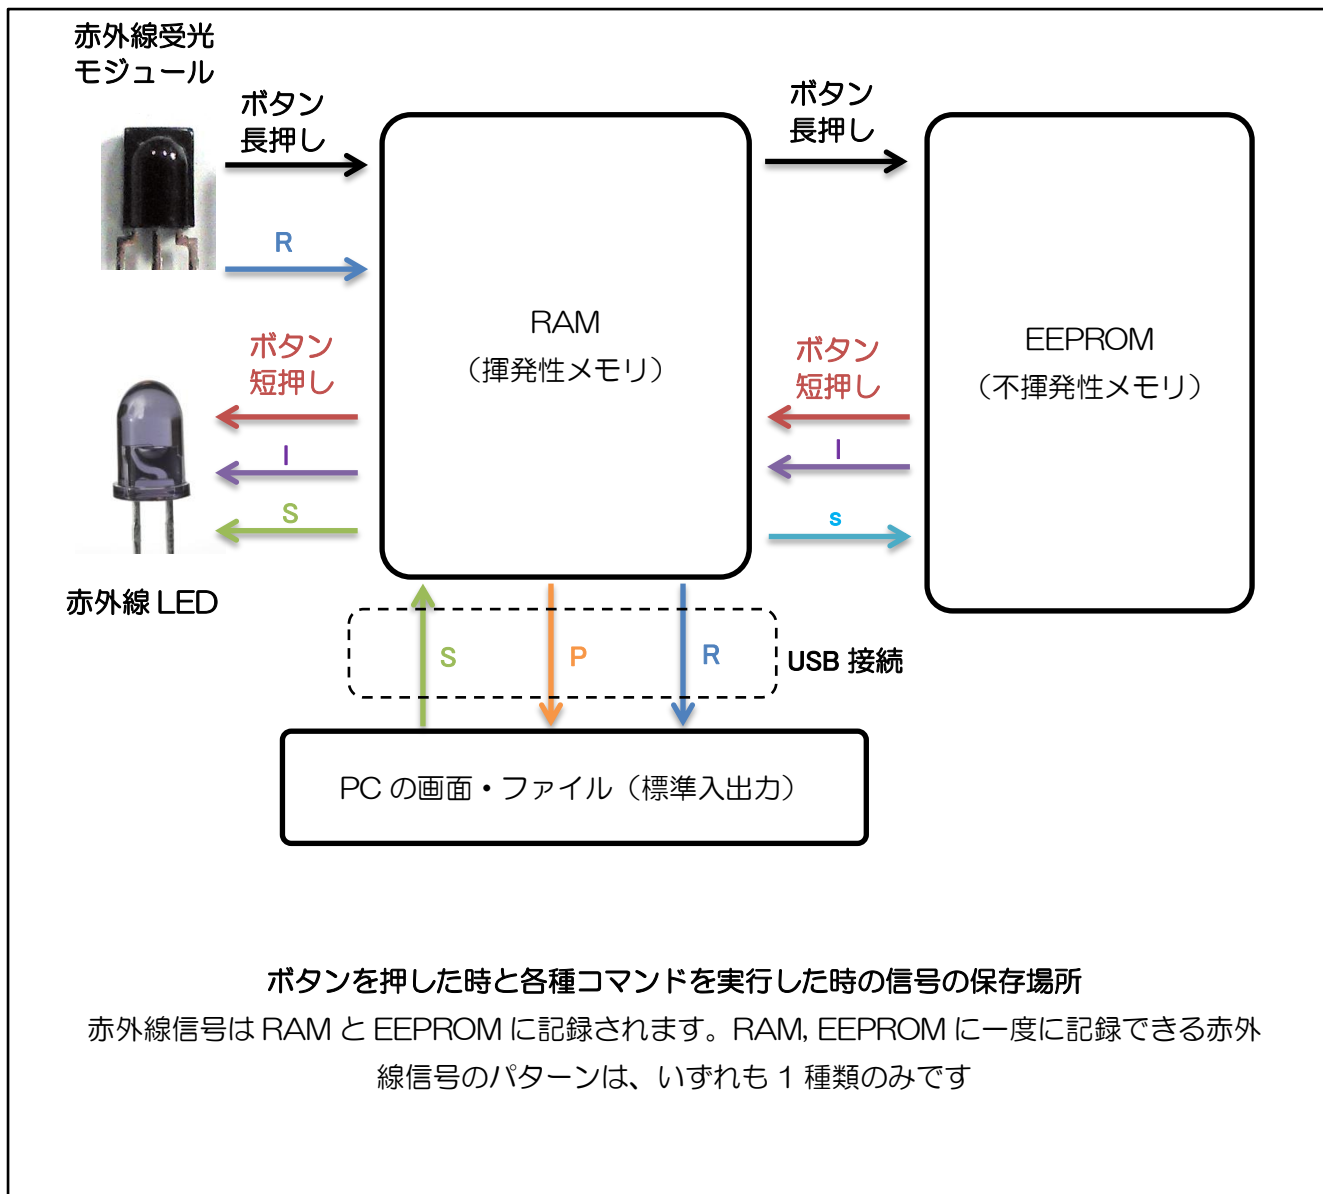 赤外線受光
モジュール
ボタン
長押し
ボタン
長押し
R
RAM
（揮発性メモリ）
EEPROM
（不揮発性メモリ）
ボタン
短押し
ボタン
短押し
I
I
S
s
赤外線 LED
S
P
R
USB 接続
PC の画面・ファイル（標準入出力）
ボタンを押した時と各種コマンドを実行した時の信号の保存場所
赤外線信号は RAM と EEPROM に記録されます。RAM, EEPROM に一度に記録できる赤外
線信号のパターンは、いずれも 1 種類のみです